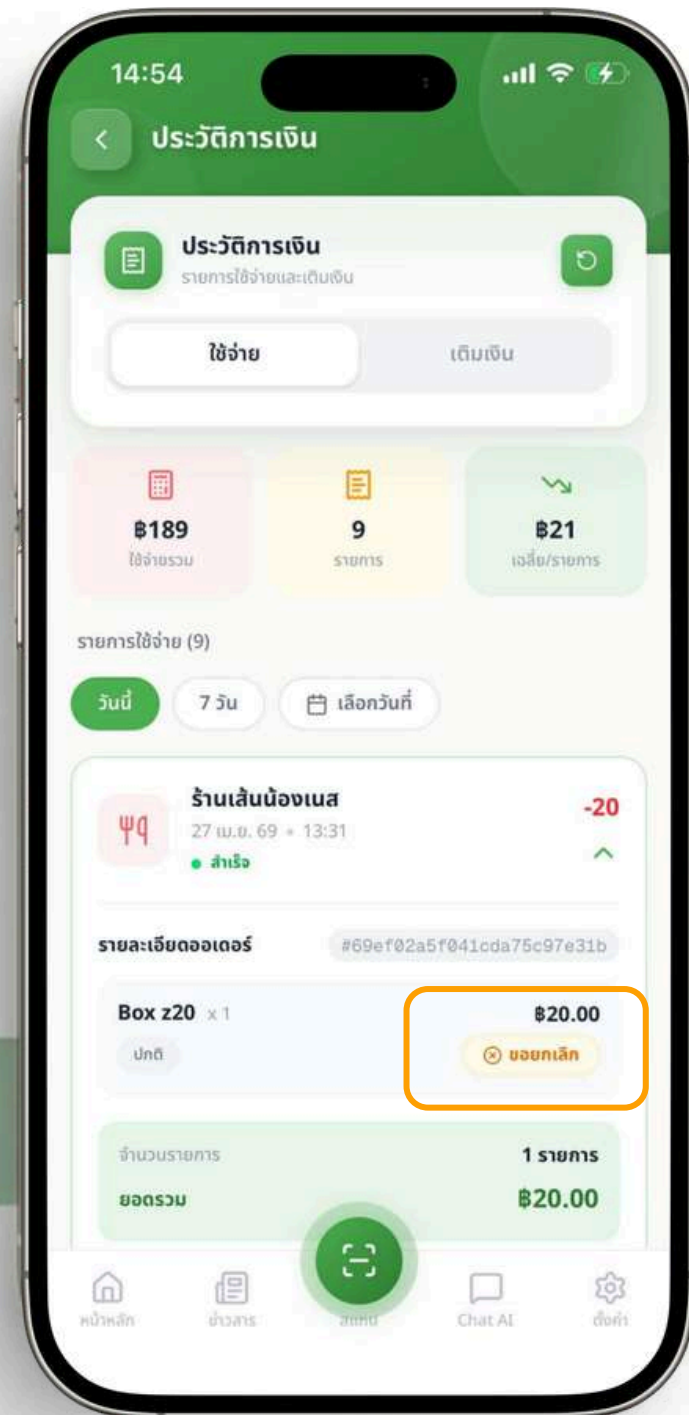 14:54
ประวัติการเงิน
ประวัติการเงิน
รายการใช้จ่ายและเติมเงิน
ใช้จ่าย
เติมเงิน
฿189
ใช้จ่ายรวม
9
รายการ
฿21
เฉลี่ย/รายการ
รายการใช้จ่าย (9)
วันนี้
7 วัน
เลือกวันที่
ร้านเส้นน้องเนส
-20
27 เม.ย. 69 • 13:31
สำเร็จ
รายละเอียดออเดอร์
#69ef02a5f041cda75c97e31b
Box z20 x 1
฿20.00
ปกติ
ขอยกเลิก
จำนวนรายการ
1 รายการ
ยอดรวม
฿20.00
หน้าหลัก
ข่าวสาร
สแกน
Chat AI
ตั้งค่า